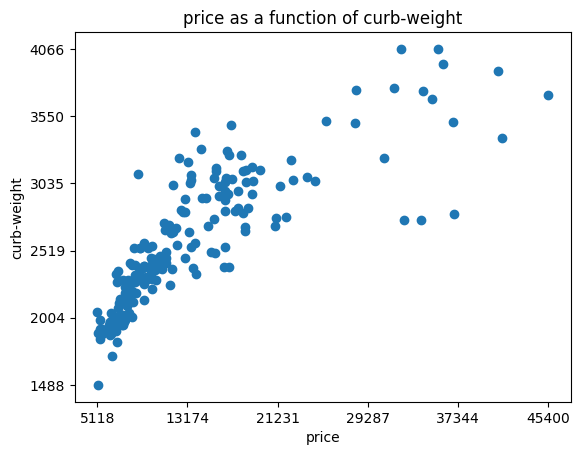 price as a function of curb-weight
4066
3550
3035
2519
2004
1488
curb-weight
5118 13174 21231 29287 37344 45400
price